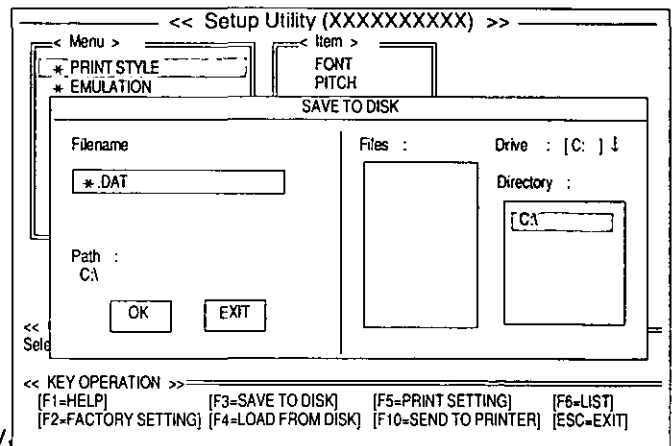 << Setup Utility (XXXXXXXXXX) >>
< Menu >
* PRINT STYLE
* EMULATION
< Item >
FONT
PITCH
SAVE TO DISK
Filename
*.DAT
Path :
C:\
OK EXIT
Files :
Drive : [C: ] ↓
Directory :
C:\
<<
Sele
<< KEY OPERATION >>
[F1=HELP] [F3=SAVE TO DISK] [F5=PRINT SETTING] [F6=LIST]
[F2=FACTORY SETTING] [F4=LOAD FROM DISK] [F10=SEND TO PRINTER] [ESC=EXIT]